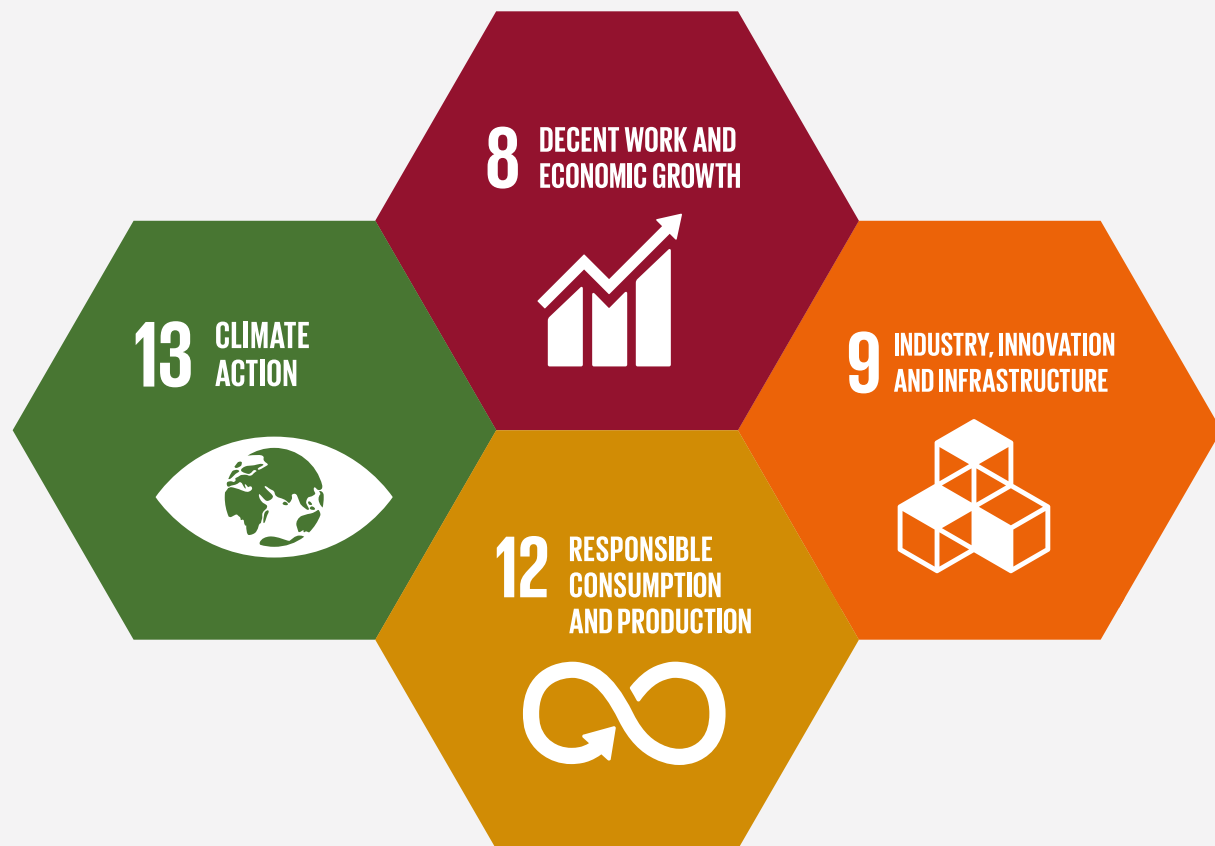 8 DECENT WORK AND
ECONOMIC GROWTH
13 CLIMATE
ACTION
9 INDUSTRY, INNOVATION
AND INFRASTRUCTURE
12 RESPONSIBLE
CONSUMPTION
AND PRODUCTION